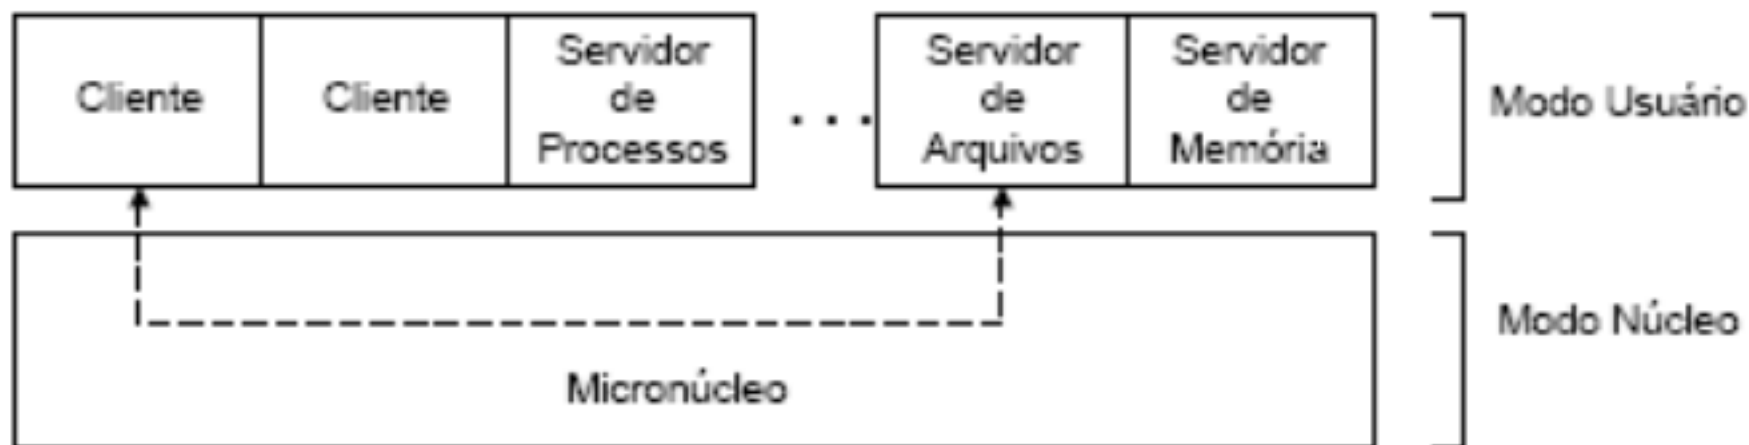 Cliente
Cliente
Servidor
de
Processos
. . .
Servidor
de
Arquivos
Servidor
de
Memória
Modo Usuário
Modo Núcleo
Micronúcleo